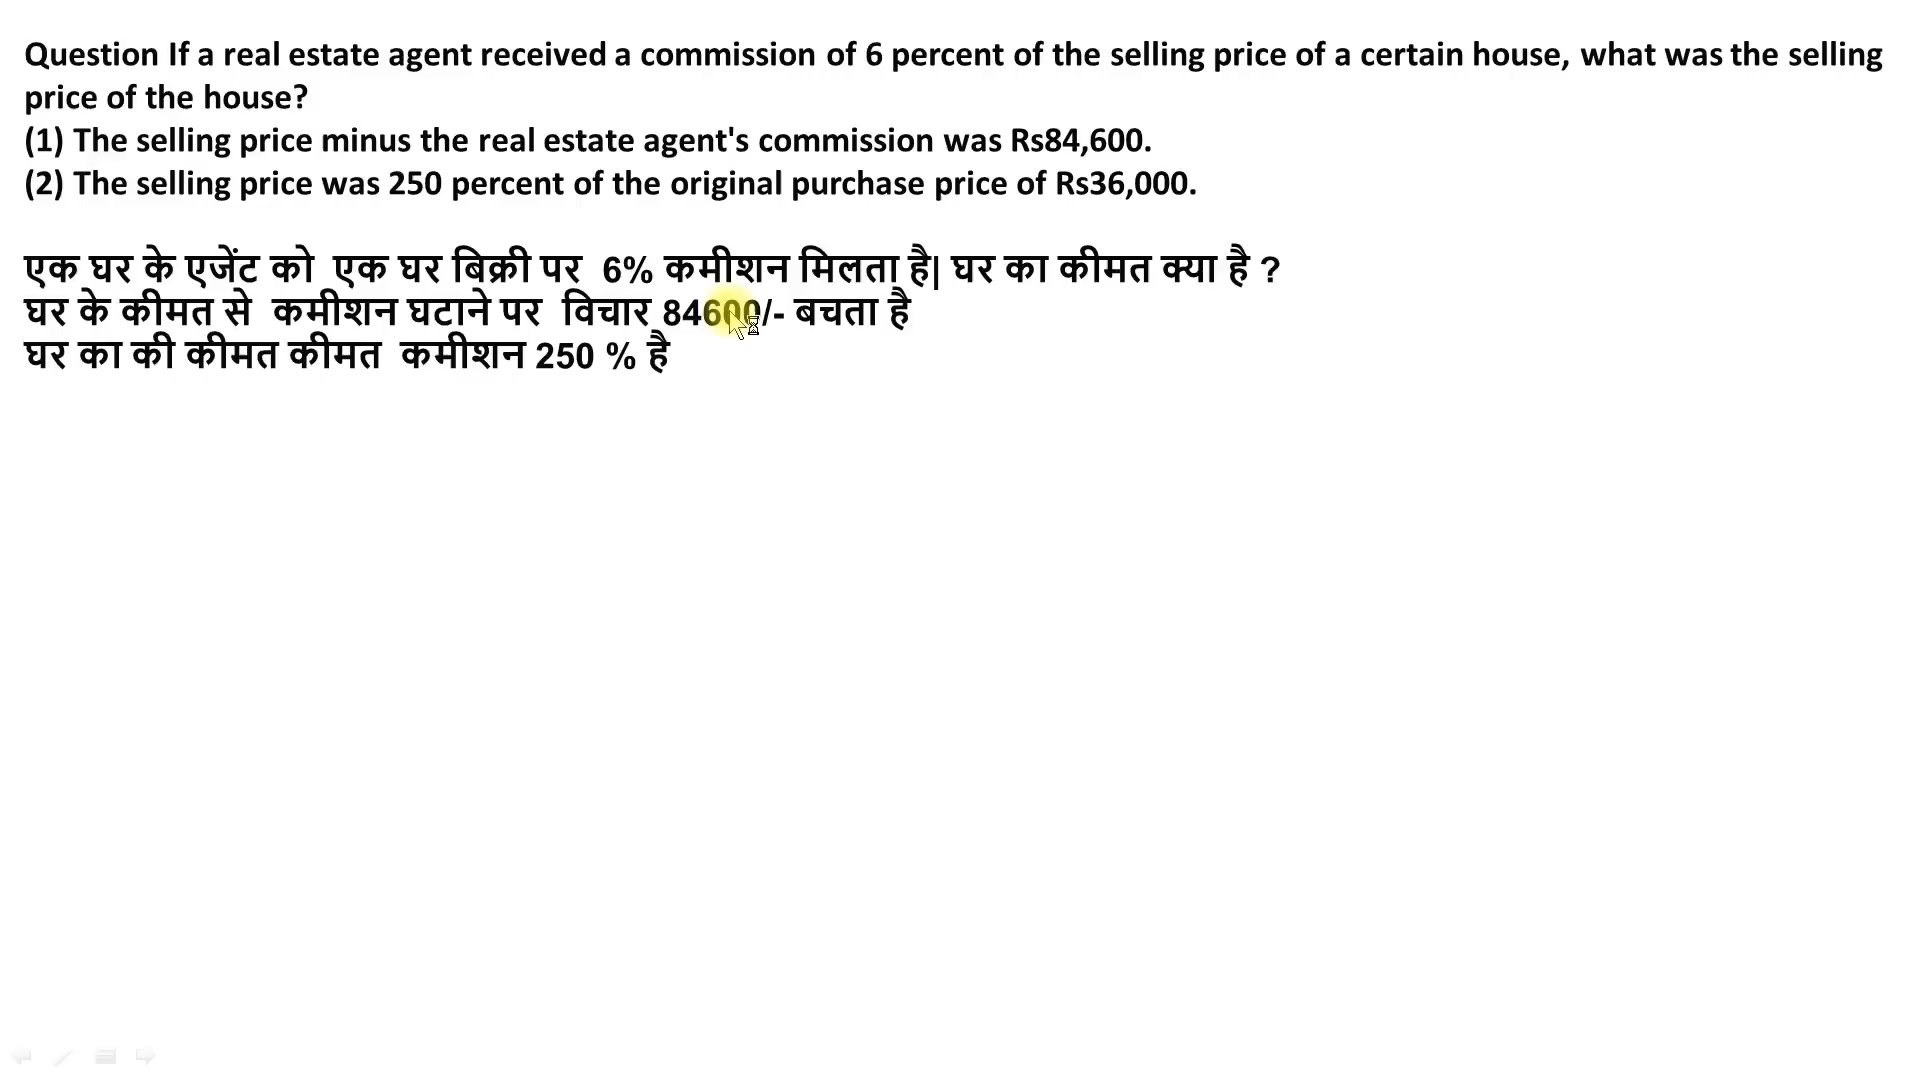 Question If a real estate agent received a commission of 6 percent of the selling price of a certain house, what was the selling
price of the house?
(1) The selling price minus the real estate agent's commission was Rs84,600.
(2) The selling price was 250 percent of the original purchase price of Rs36,000.
एक घर के एजेंट को एक घर बिक्री पर 6% कमीशन मिलता है| घर का कीमत क्या है ?
घर के कीमत से कमीशन घटाने पर विचार 84600/- बचता है
घर का की कीमत कीमत कमीशन 250 % है